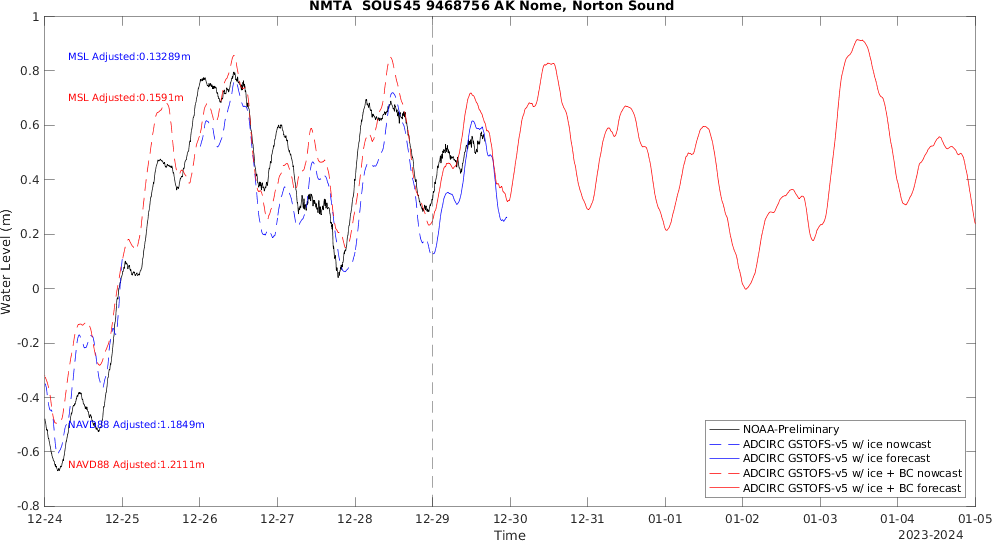 NMTA SOUS45 9468756 AK Nome, Norton Sound
MSL Adjusted:0.13289m
MSL Adjusted:0.1591m
NAVD88 Adjusted:1.1849m
NAVD88 Adjusted:1.2111m
Water Level (m)
1
0.8
0.6
0.4
0.2
0
-0.2
-0.4
-0.6
-0.8
NOAA-Preliminary
ADCIRC GSTOFS-v5 w/ ice nowcast
ADCIRC GSTOFS-v5 w/ ice forecast
ADCIRC GSTOFS-v5 w/ ice + BC nowcast
ADCIRC GSTOFS-v5 w/ ice + BC forecast
12-24 12-25 12-26 12-27 12-28 12-29 12-30 12-31 01-01 01-02 01-03 01-04 01-05
Time
2023-2024